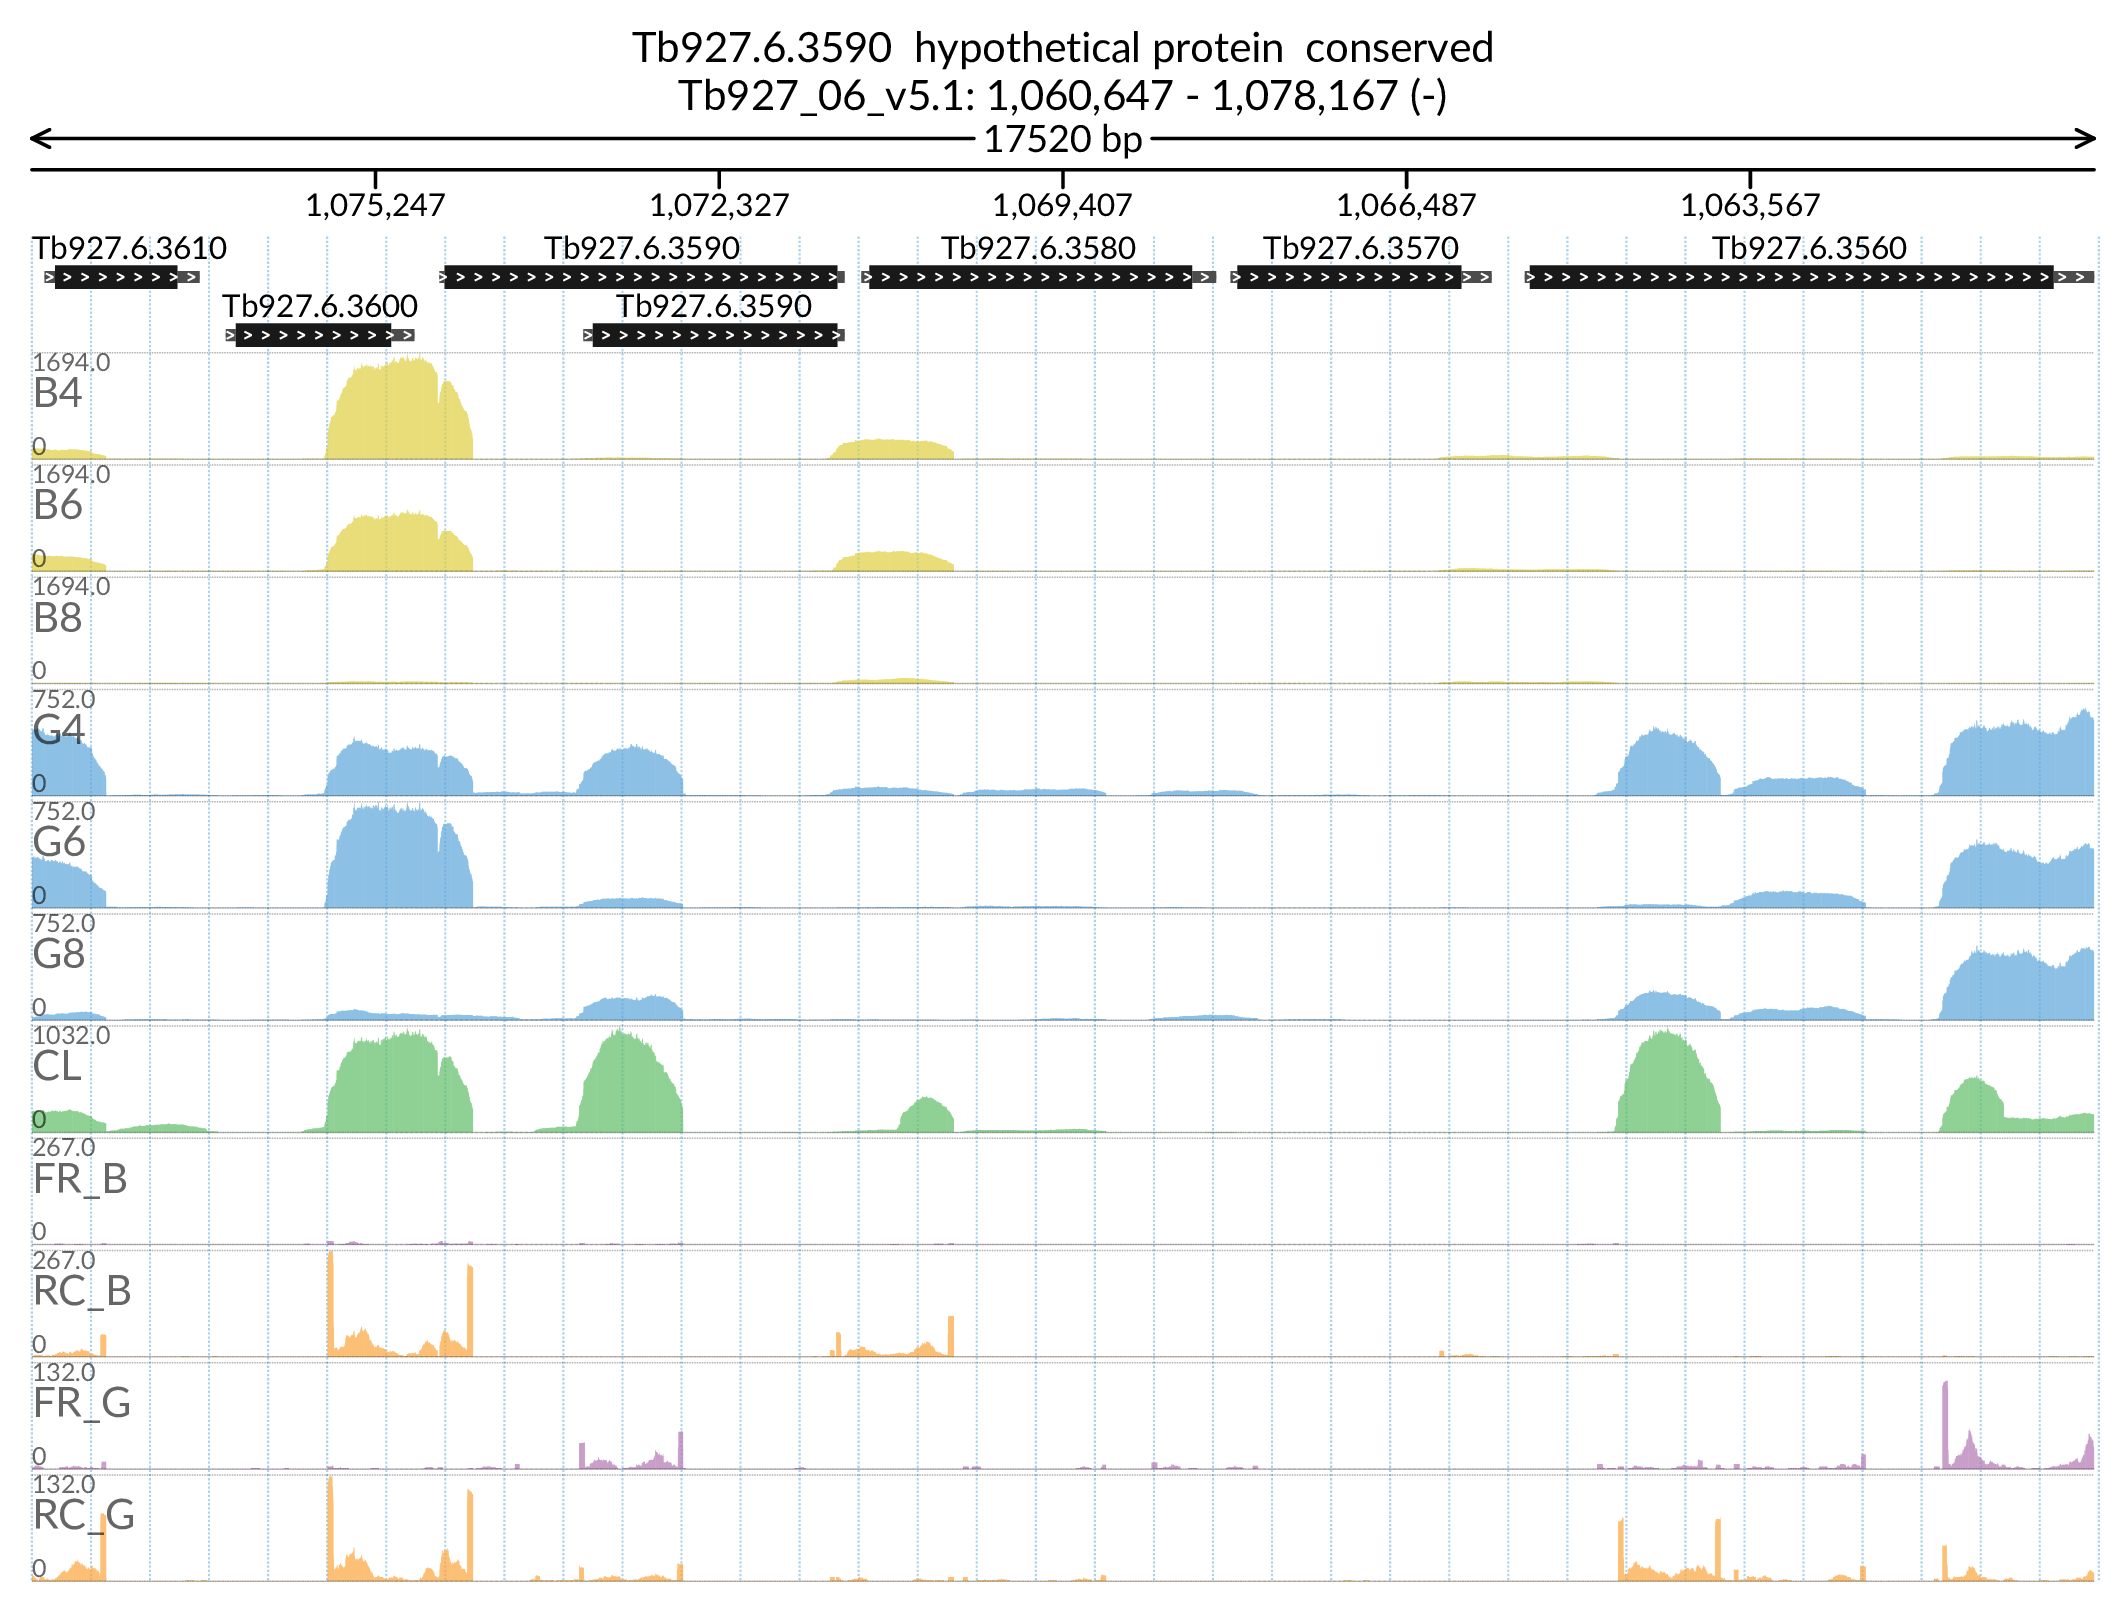 Tb927.6.3590  hypothetical protein  conserved
Tb927_06_v5.1: 1,060,647 - 1,078,167 (-)
17520 bp
1,075,247 1,072,327 1,069,407 1,066,487 1,063,567
Tb927.6.3610 Tb927.6.3590 Tb927.6.3580 Tb927.6.3570 Tb927.6.3560
Tb927.6.3600 Tb927.6.3590
1694.0
B4
0
1694.0
B6
0
1694.0
B8
0
752.0
G4
0
752.0
G6
0
752.0
G8
0
1032.0
CL
0
267.0
FR_B
0
267.0
RC_B
0
132.0
FR_G
0
132.0
RC_G
0